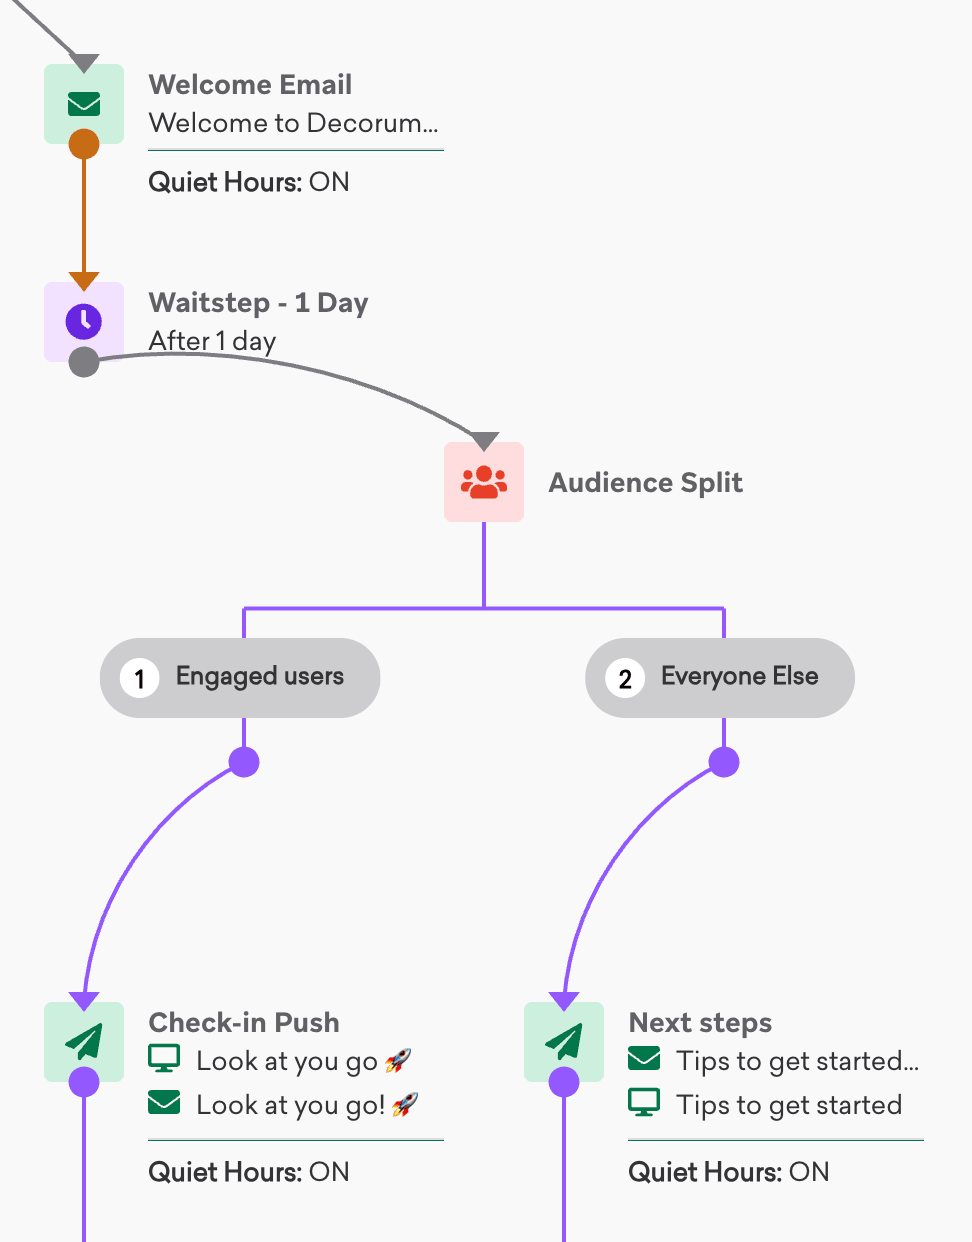 Welcome Email
Welcome to Decorum...
Quiet Hours: ON
Waitstep - 1 Day
After 1 day
Audience Split
1 Engaged users
2 Everyone Else
Check-in Push
Look at you go 🚀
Look at you go! 🚀
Quiet Hours: ON
Next steps
Tips to get started...
Tips to get started
Quiet Hours: ON